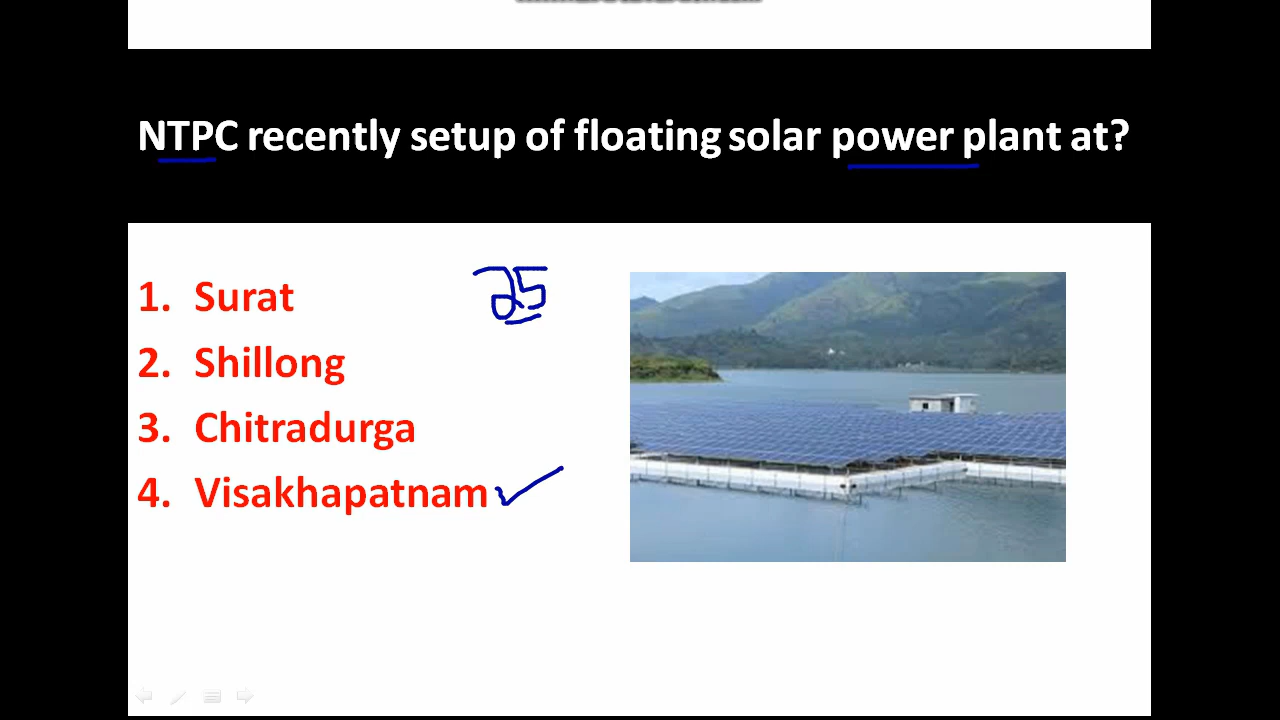 NTPC recently setup of floating solar power plant at?
1. Surat
25
2. Shillong
3. Chitradurga
4. Visakhapatnam